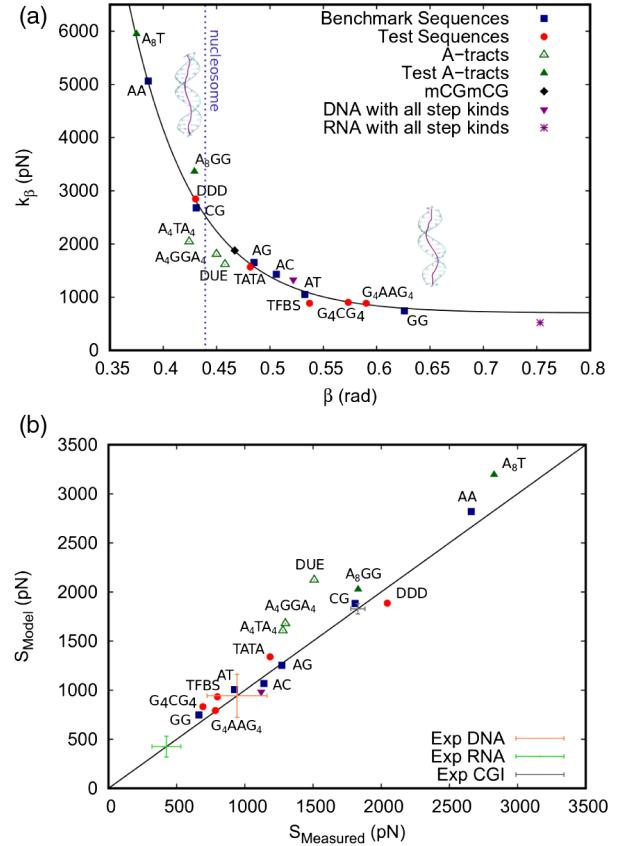 (a)
6000
5000
4000
3000
2000
1000
0
kβ (pN)
nucleosome
Benchmark Sequences
Test Sequences
A−tracts
Test A−tracts
mCGmCG
DNA with all step kinds
RNA with all step kinds
A₈T
AA
A₈GG
DDD
CG
A₄TA₄
A₄GGA₄
DUE
TATA
AG
AC
AT
TFBS
G₄CG₄
G₄AAG₄
GG
0.35 0.4 0.45 0.5 0.55 0.6 0.65 0.7 0.75 0.8
β (rad)
(b)
3500
3000
2500
2000
1500
1000
500
0
S_Model (pN)
A₈T
AA
DUE
A₈GG
CG
DDD
A₄GGA₄
A₄TA₄
TATA
AG
AT
AC
TFBS
G₄CG₄
GG
G₄AAG₄
Exp DNA
Exp RNA
Exp CGI
0 500 1000 1500 2000 2500 3000 3500
S_Measured (pN)